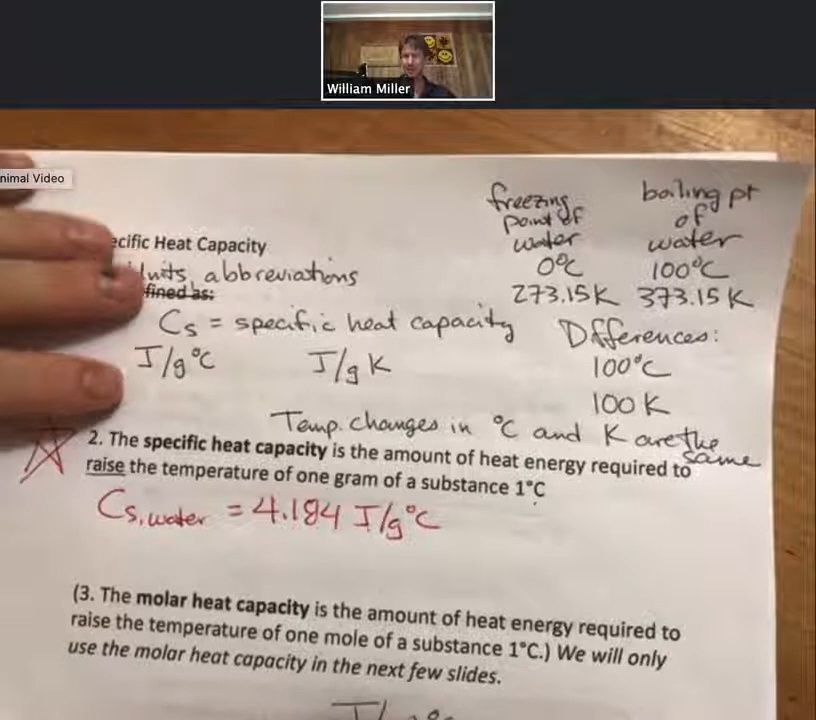 William Miller
nimal Video
ecific Heat Capacity
Units, abbreviations
fined as:
Cs = specific heat capacity
J/g°C J/g K
freezing
point of
water
0°C
273.15K
boiling pt
of
water
100°C
373.15K
Differences:
100°C
100 K
Temp. changes in °C and K are the
same
2. The specific heat capacity is the amount of heat energy required to
raise the temperature of one gram of a substance 1°C
Cs, water = 4.184 J/g°C
(3. The molar heat capacity is the amount of heat energy required to
raise the temperature of one mole of a substance 1°C.) We will only
use the molar heat capacity in the next few slides.